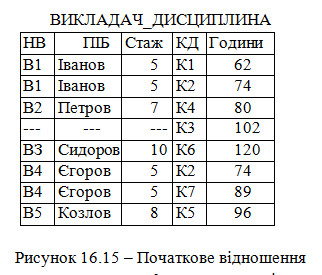 ВИКЛАДАЧ_ДИСЦИПЛИНА
НВ ПІБ Стаж КД Години
В1 Іванов 5 К1 62
В1 Іванов 5 К2 74
В2 Петров 7 К4 80
--- --- --- К3 102
В3 Сидоров 10 К6 120
В4 Єгоров 5 К2 74
В4 Єгоров 5 К7 89
В5 Козлов 8 К5 96
Рисунок 16.15 – Початкове відношення